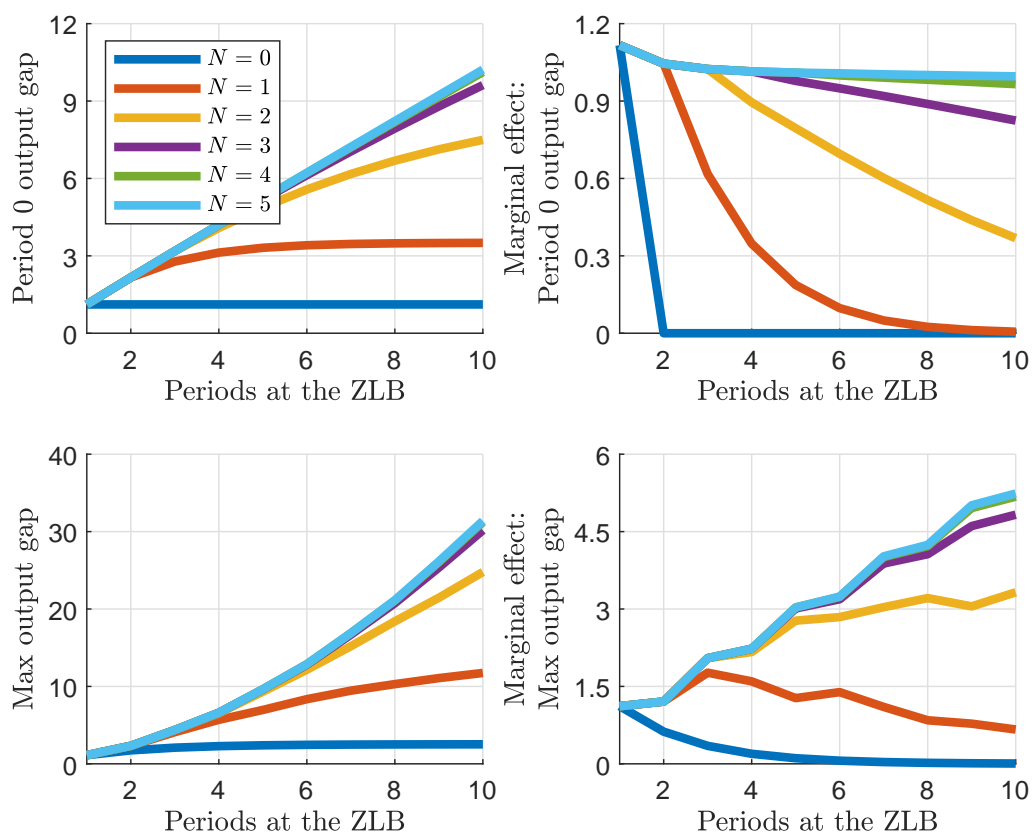 12
9
6
3
0
Period 0 output gap
N = 0
N = 1
N = 2
N = 3
N = 4
N = 5
2 4 6 8 10
Periods at the ZLB
1.2
0.9
0.6
0.3
0
Marginal effect:
Period 0 output gap
2 4 6 8 10
Periods at the ZLB
40
30
20
10
0
Max output gap
2 4 6 8 10
Periods at the ZLB
6
4.5
3
1.5
0
Marginal effect:
Max output gap
2 4 6 8 10
Periods at the ZLB